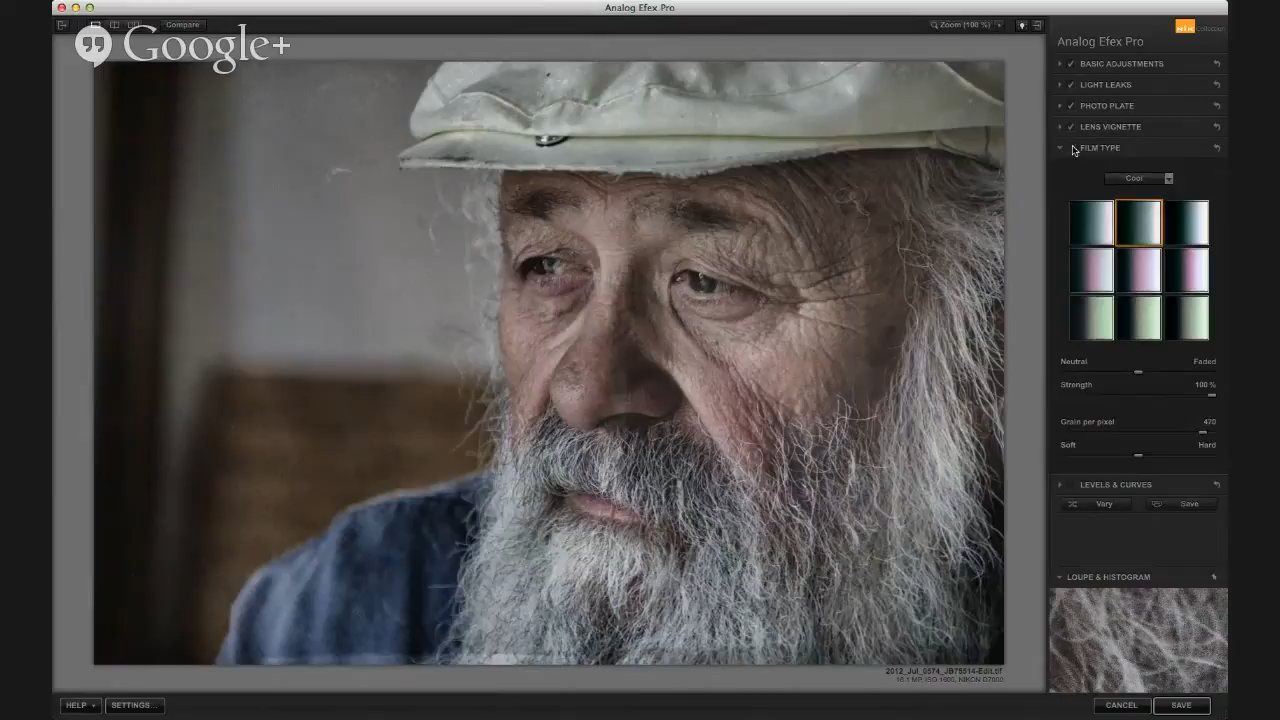 Analog Efex Pro
Compare
Zoom (100 %)
Google+
nik Collection
Analog Efex Pro
BASIC ADJUSTMENTS
LIGHT LEAKS
PHOTO PLATE
LENS VIGNETTE
FILM TYPE
Cool
Neutral Faded
Strength 100 %
Grain per pixel 470
Soft Hard
LEVELS & CURVES
Vary Save
LOUPE & HISTOGRAM
2012_Jul_0574_JB75514-Edit.tif
16.1 MP, ISO 1600, NIKON D7000
HELP SETTINGS... CANCEL SAVE